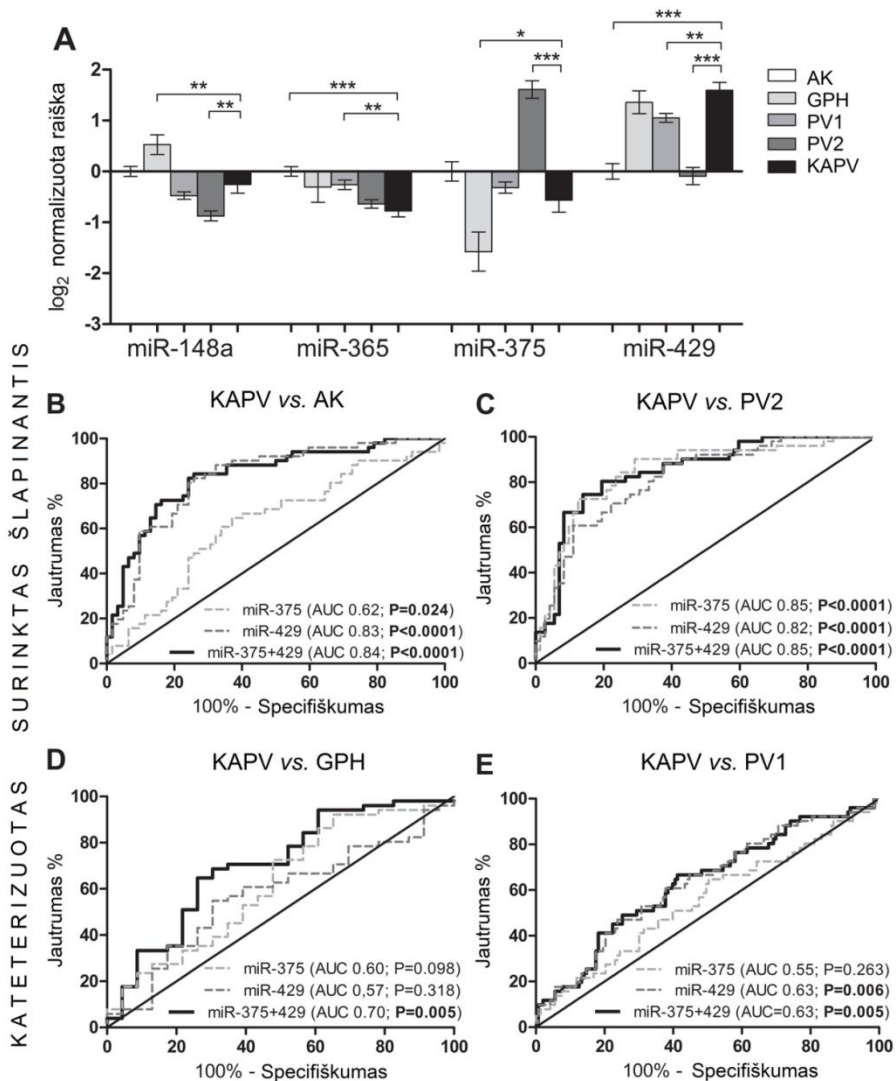 A
*** 
** *** * **
** ** *** ***
AK
GPH
PV1
PV2
KAPV
log2 normalizuota raiška
2
1
0
-1
-2
-3
miR-148a miR-365 miR-375 miR-429
SURINKTAS ŠLAPINANTIS
B
KAPV vs. AK
Jautrumas %
100
80
60
40
20
0
miR-375 (AUC 0.62; P=0.024)
miR-429 (AUC 0.83; P<0.0001)
miR-375+429 (AUC 0.84; P<0.0001)
0 20 40 60 80 100
100% - Specifiškumas
C
KAPV vs. PV2
Jautrumas %
100
80
60
40
20
0
miR-375 (AUC 0.85; P<0.0001)
miR-429 (AUC 0.82; P<0.0001)
miR-375+429 (AUC 0.85; P<0.0001)
0 20 40 60 80 100
100% - Specifiškumas
KATETERIZUOTAS
D
KAPV vs. GPH
Jautrumas %
100
80
60
40
20
0
miR-375 (AUC 0.60; P=0.098)
miR-429 (AUC 0,57; P=0.318)
miR-375+429 (AUC 0.70; P=0.005)
0 20 40 60 80 100
100% - Specifiškumas
E
KAPV vs. PV1
Jautrumas %
100
80
60
40
20
0
miR-375 (AUC 0.55; P=0.263)
miR-429 (AUC 0.63; P=0.006)
miR-375+429 (AUC=0.63; P=0.005)
0 20 40 60 80 100
100% - Specifiškumas